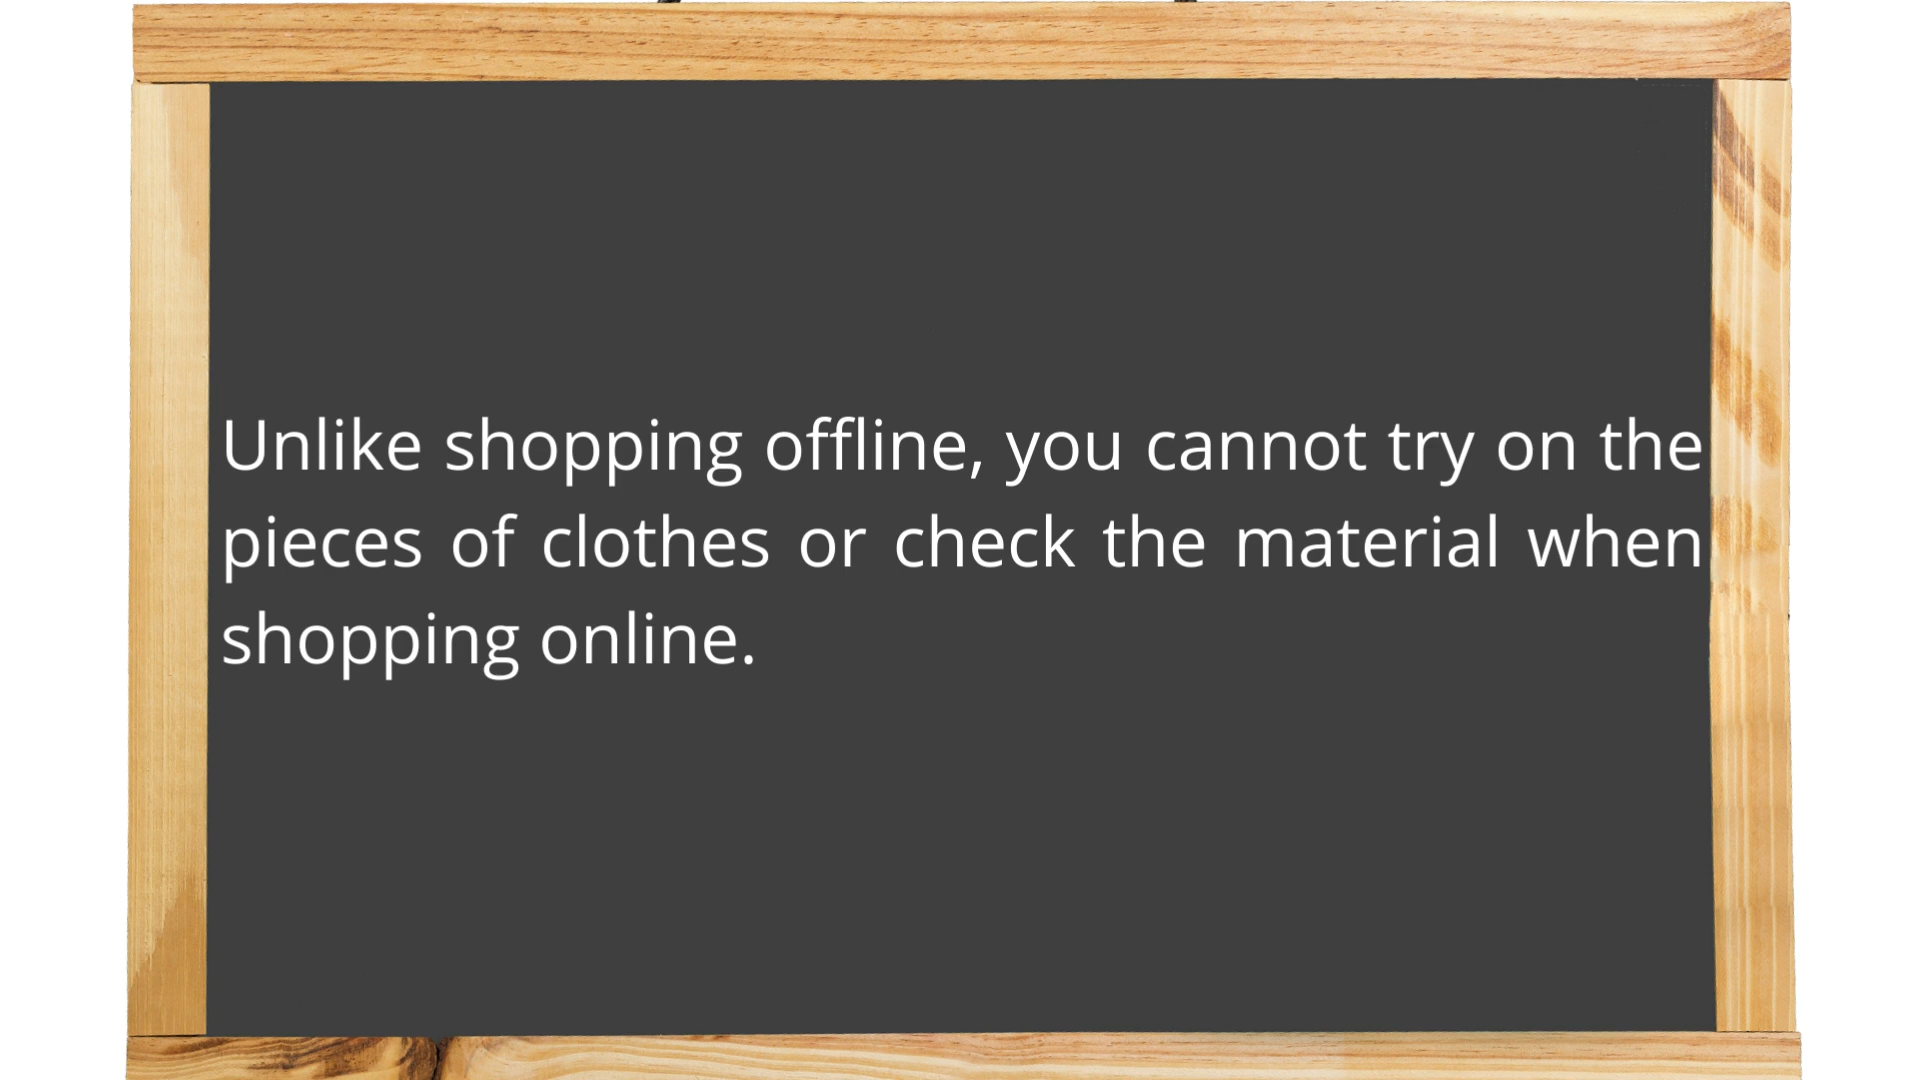 Unlike shopping offline, you cannot try on the
pieces of clothes or check the material when
shopping online.